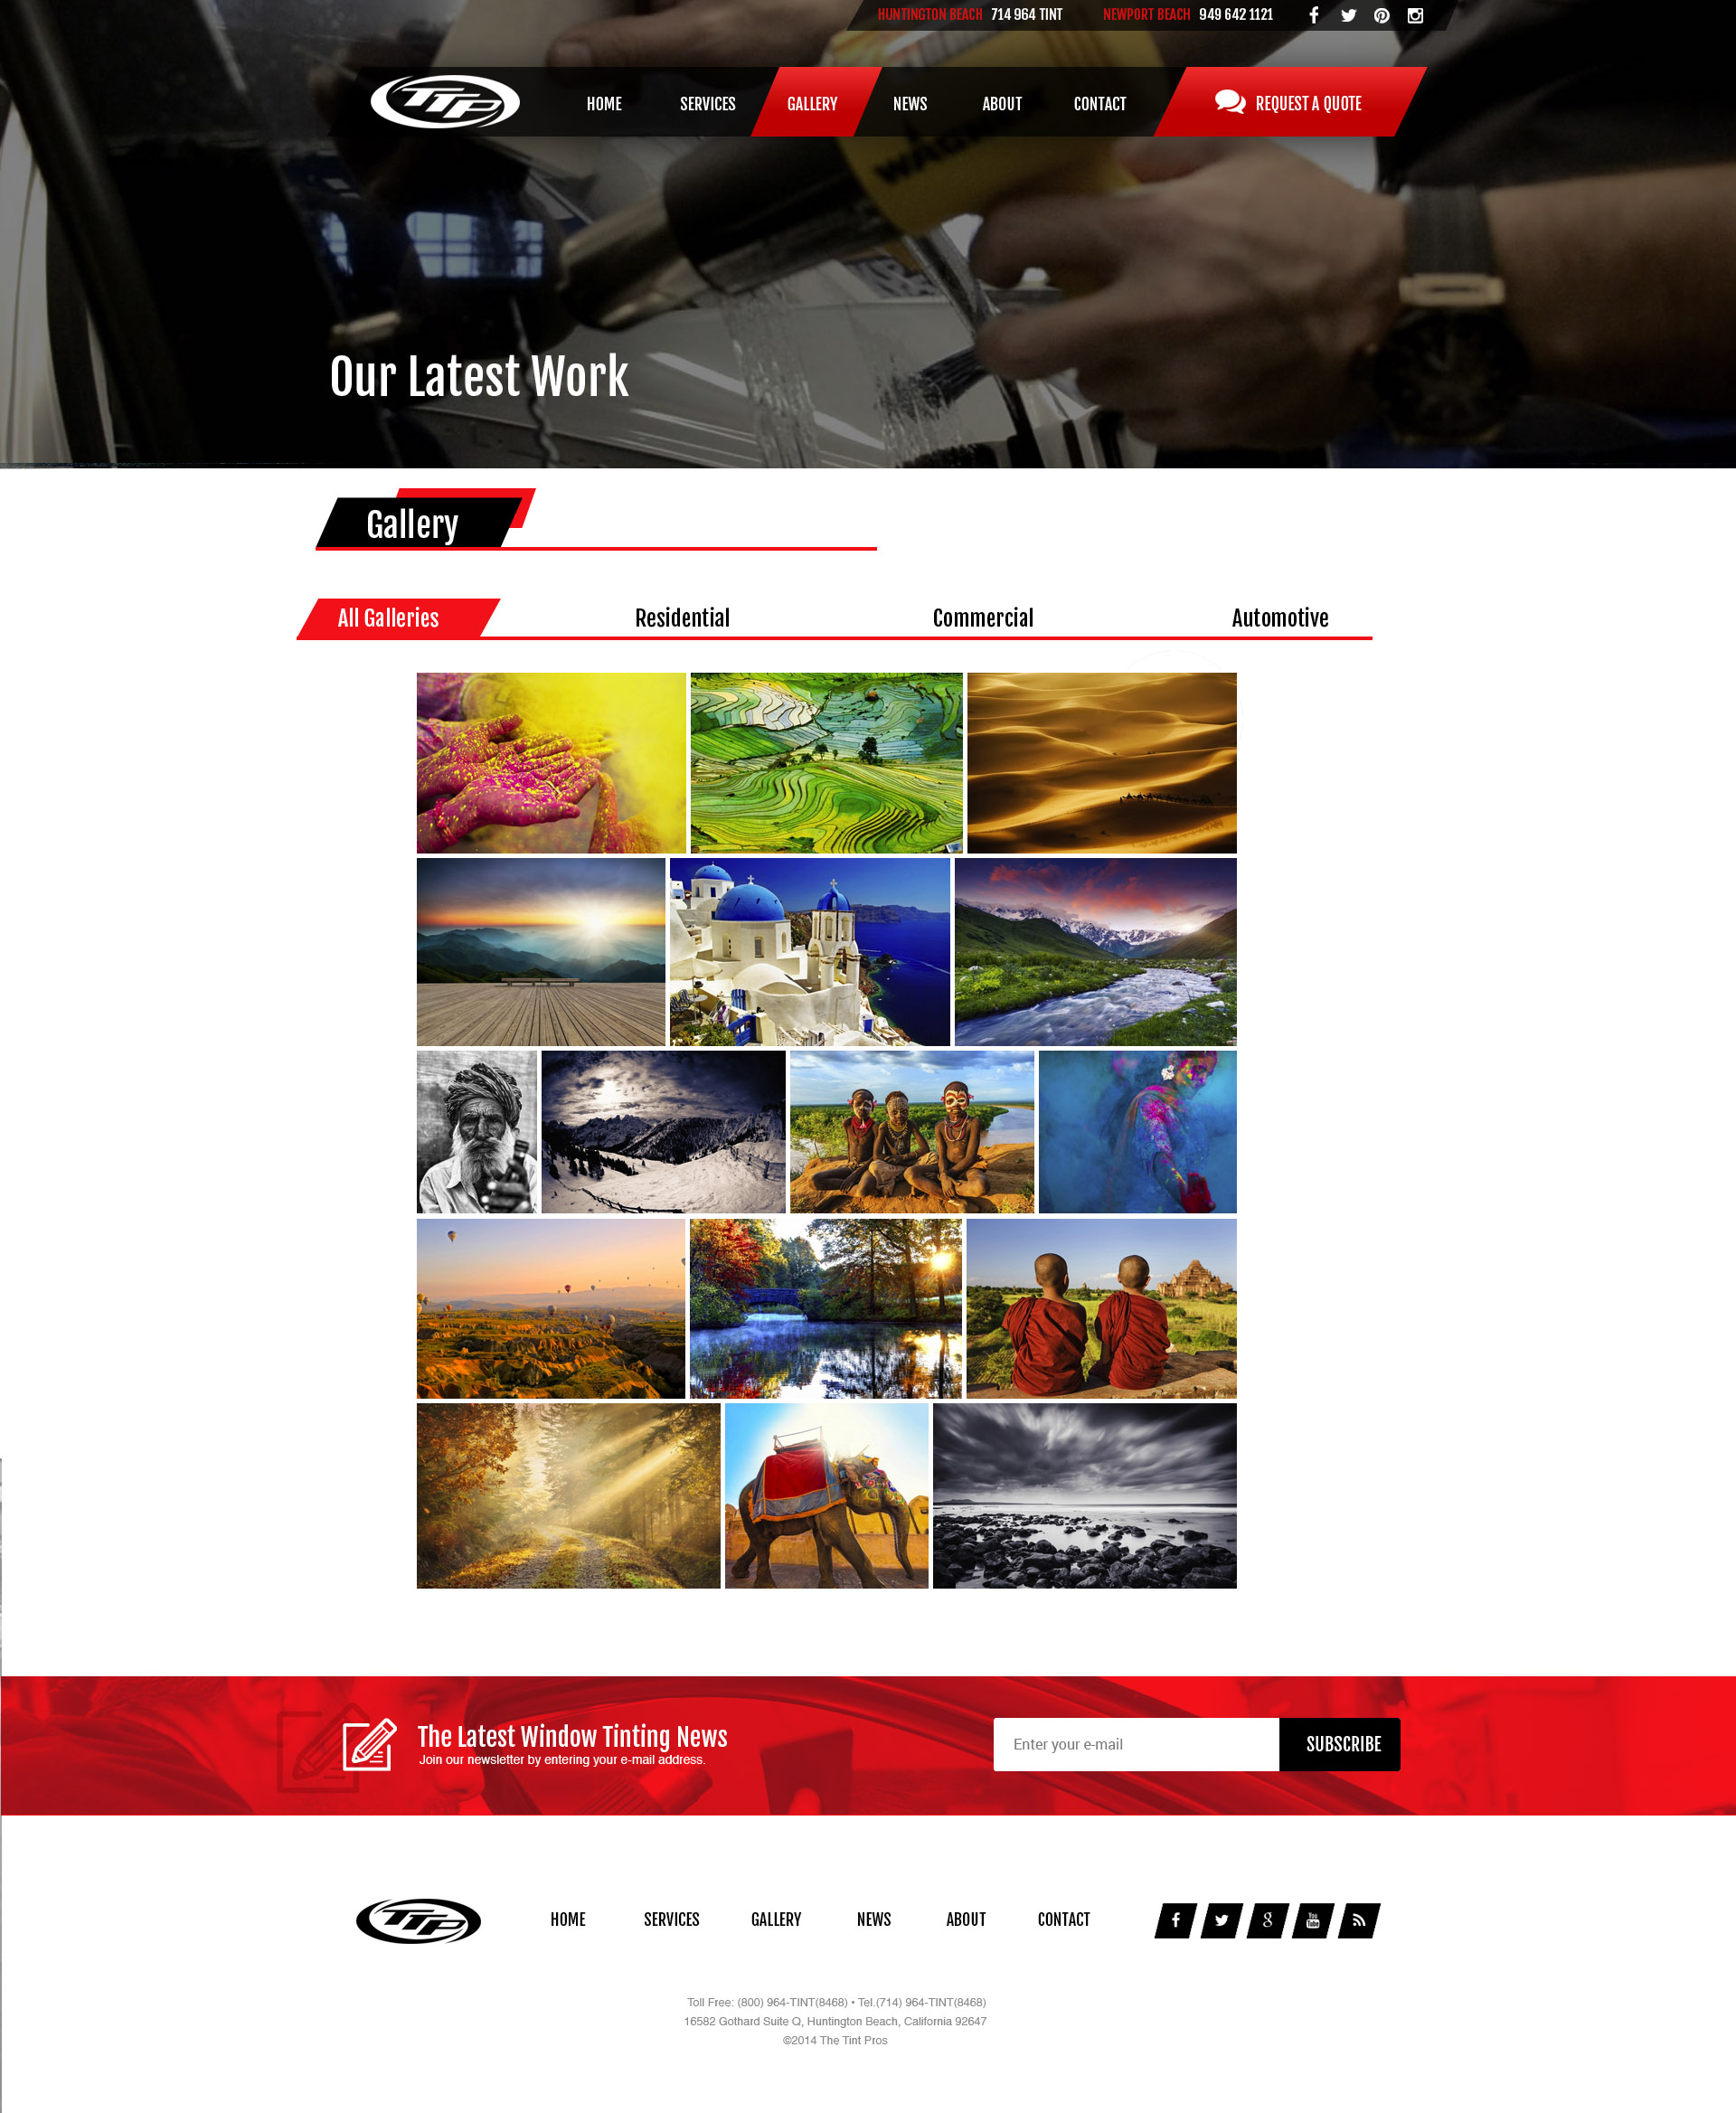 HUNTINGTON BEACH 714 964 TINT NEWPORT BEACH 949 642 1121
TTP HOME SERVICES GALLERY NEWS ABOUT CONTACT REQUEST A QUOTE
WAGNER
Our Latest Work
Gallery
All Galleries Residential Commercial Automotive
The Latest Window Tinting News
Join our newsletter by entering your e-mail address.
Enter your e-mail SUBSCRIBE
TTP HOME SERVICES GALLERY NEWS ABOUT CONTACT You Tube
Toll Free: (800) 964-TINT(8468) • Tel.(714) 964-TINT(8468)
16582 Gothard Suite Q, Huntington Beach, California 92647
©2014 The Tint Pros